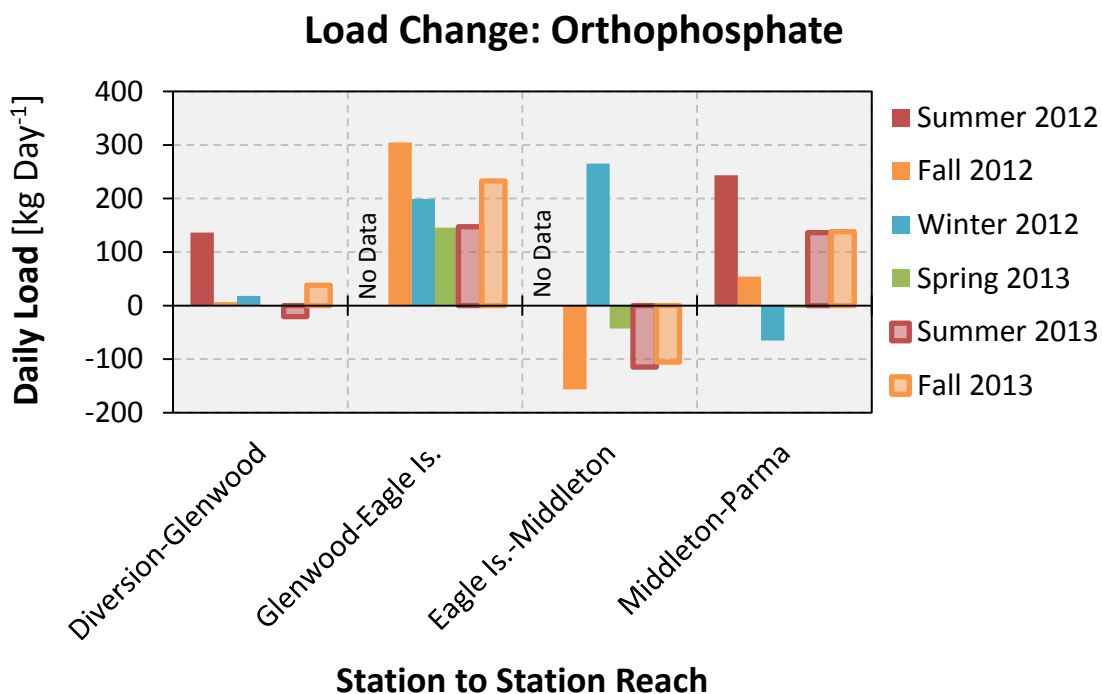 Load Change: Orthophosphate
Daily Load [kg Day-1]
400
300
200
100
0
-100
-200
No Data
No Data
Summer 2012
Fall 2012
Winter 2012
Spring 2013
Summer 2013
Fall 2013
Diversion-Glenwood
Glenwood-Eagle Is.
Eagle Is.-Middleton
Middleton-Parma
Station to Station Reach